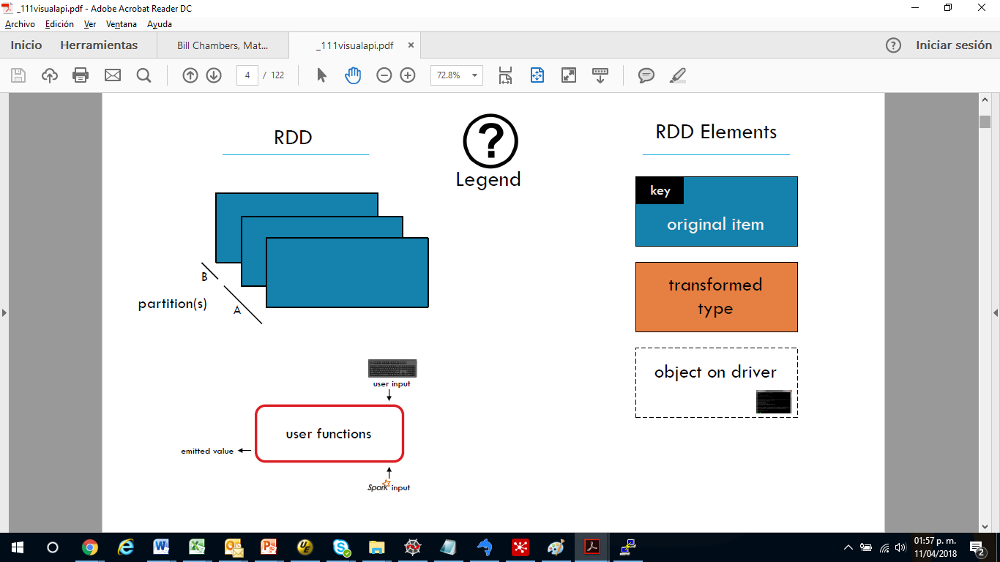 _111visualapi.pdf - Adobe Acrobat Reader DC
Archivo Edición Ver Ventana Ayuda
Inicio Herramientas Bill Chambers, Mat... _111visualapi.pdf × Iniciar sesión
4 / 122 72.8%
RDD
?
Legend
RDD Elements
key
original item
transformed
type
object on driver
B
partition(s)
A
user input
user functions
emitted value
Spark input
01:57 p. m.
11/04/2018
2